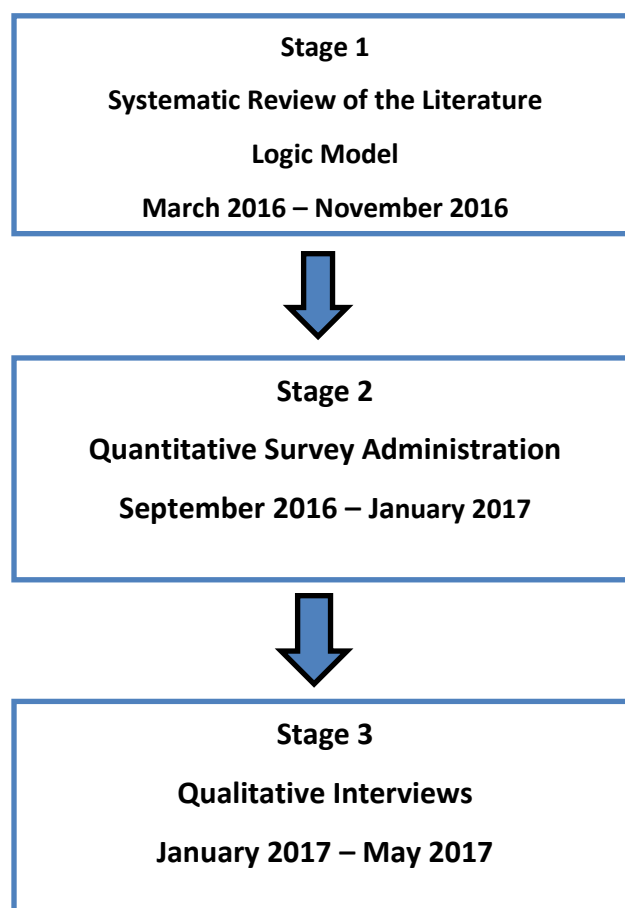 Stage 1
Systematic Review of the Literature
Logic Model
March 2016 – November 2016
Stage 2
Quantitative Survey Administration
September 2016 – January 2017
Stage 3
Qualitative Interviews
January 2017 – May 2017